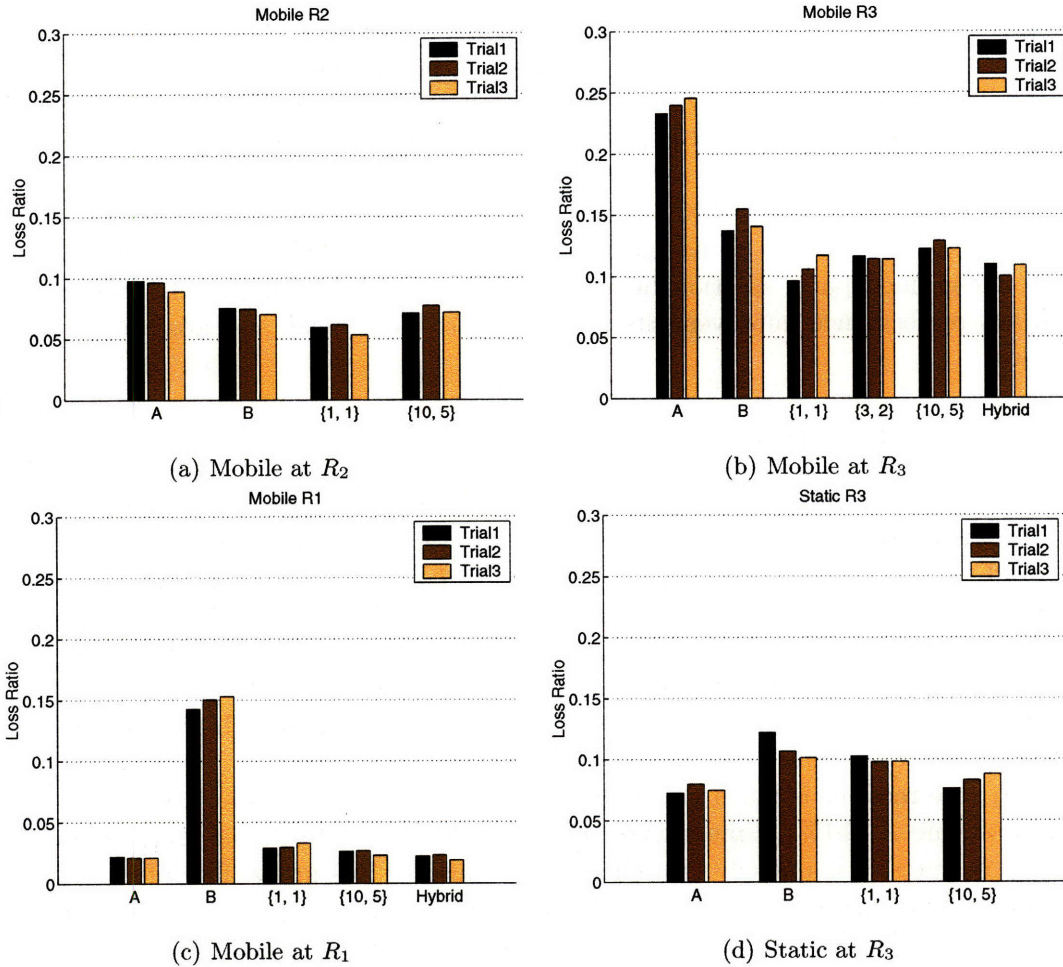 Mobile R2
0.3
0.25
0.2
0.15
0.1
0.05
0
Loss Ratio
Trial1
Trial2
Trial3
A B {1, 1} {10, 5}
(a) Mobile at R2
Mobile R3
0.3
0.25
0.2
0.15
0.1
0.05
0
Loss Ratio
Trial1
Trial2
Trial3
A B {1, 1} {3, 2} {10, 5} Hybrid
(b) Mobile at R3
Mobile R1
0.3
0.25
0.2
0.15
0.1
0.05
0
Loss Ratio
Trial1
Trial2
Trial3
A B {1, 1} {10, 5} Hybrid
(c) Mobile at R1
Static R3
0.3
0.25
0.2
0.15
0.1
0.05
0
Loss Ratio
Trial1
Trial2
Trial3
A B {1, 1} {10, 5}
(d) Static at R3